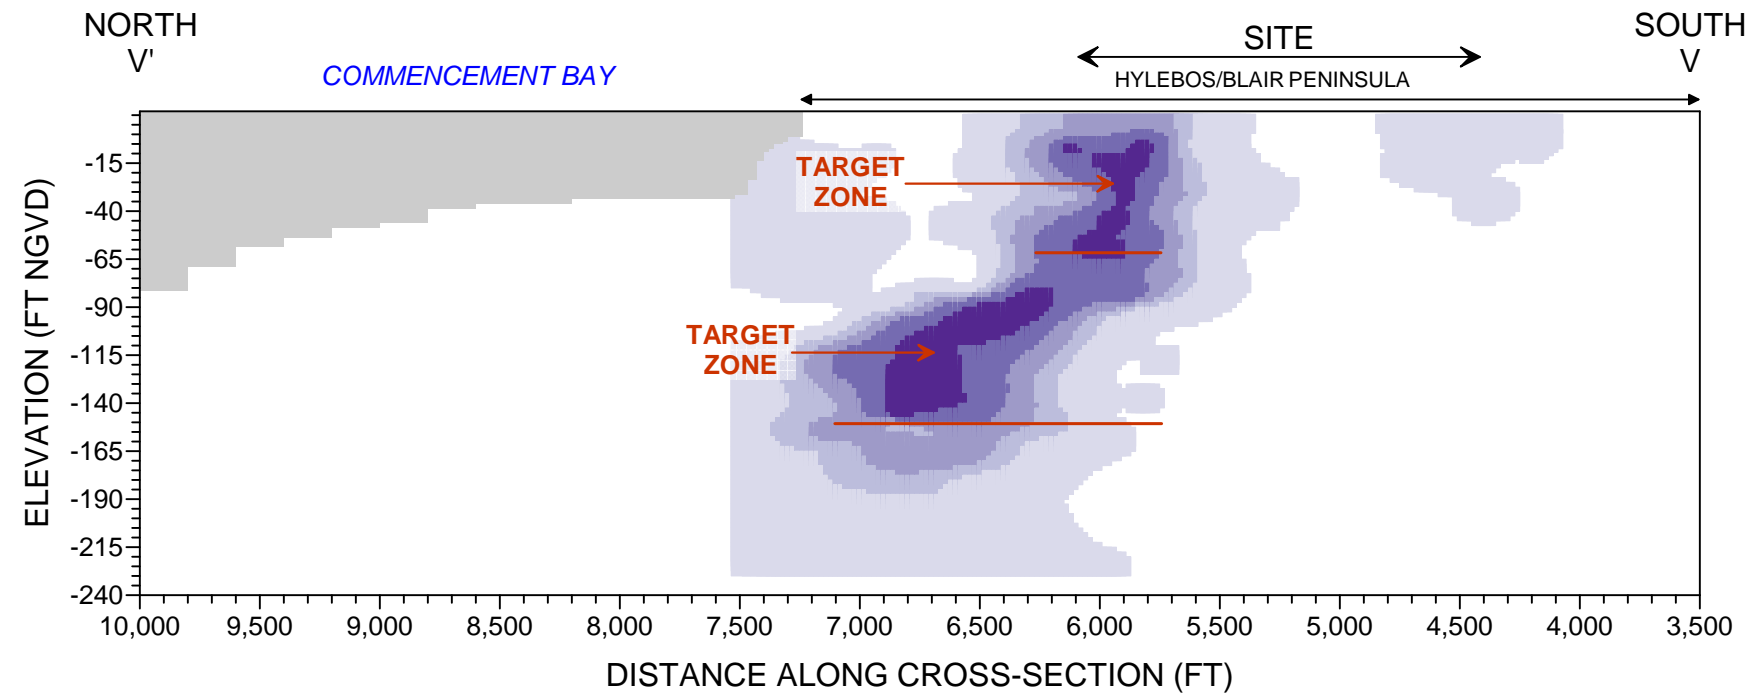 NORTH
V'
COMMENCEMENT BAY
SITE
HYLEBOS/BLAIR PENINSULA
SOUTH
V
ELEVATION (FT NGVD)
-15
-40
-65
-90
-115
-140
-165
-190
-215
-240
TARGET
ZONE
TARGET
ZONE
10,000 9,500 9,000 8,500 8,000 7,500 7,000 6,500 6,000 5,500 5,000 4,500 4,000 3,500
DISTANCE ALONG CROSS-SECTION (FT)